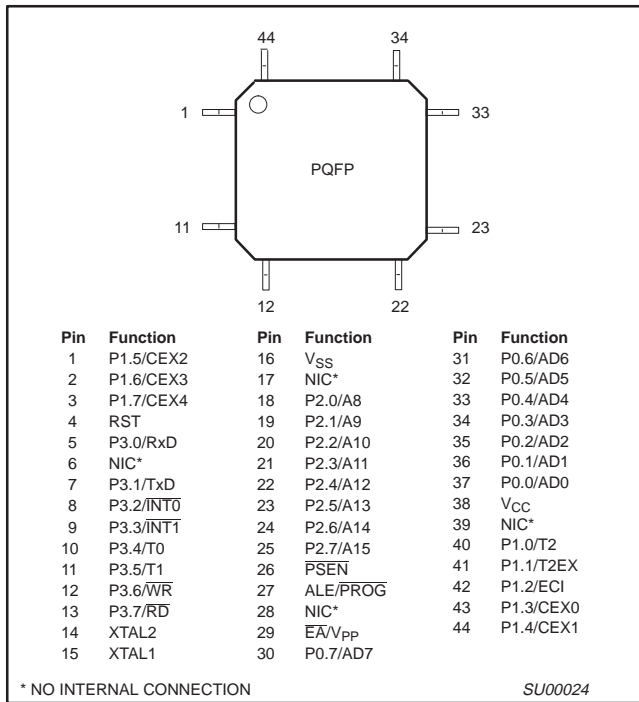 44 34
1 33
PQFP
11 23
12 22
Pin Function Pin Function Pin Function
1 P1.5/CEX2 16 VSS 31 P0.6/AD6
2 P1.6/CEX3 17 NIC* 32 P0.5/AD5
3 P1.7/CEX4 18 P2.0/A8 33 P0.4/AD4
4 RST 19 P2.1/A9 34 P0.3/AD3
5 P3.0/RxD 20 P2.2/A10 35 P0.2/AD2
6 NIC* 21 P2.3/A11 36 P0.1/AD1
7 P3.1/TxD 22 P2.4/A12 37 P0.0/AD0
8 P3.2/I̅N̅T̅0̅ 23 P2.5/A13 38 VCC
9 P3.3/I̅N̅T̅1̅ 24 P2.6/A14 39 NIC*
10 P3.4/T0 25 P2.7/A15 40 P1.0/T2
11 P3.5/T1 26 P̅S̅E̅N̅ 41 P1.1/T2EX
12 P3.6/W̅R̅ 27 ALE/P̅R̅O̅G̅ 42 P1.2/ECI
13 P3.7/R̅D̅ 28 NIC* 43 P1.3/CEX0
14 XTAL2 29 E̅A̅/VPP 44 P1.4/CEX1
15 XTAL1 30 P0.7/AD7
* NO INTERNAL CONNECTION SU00024